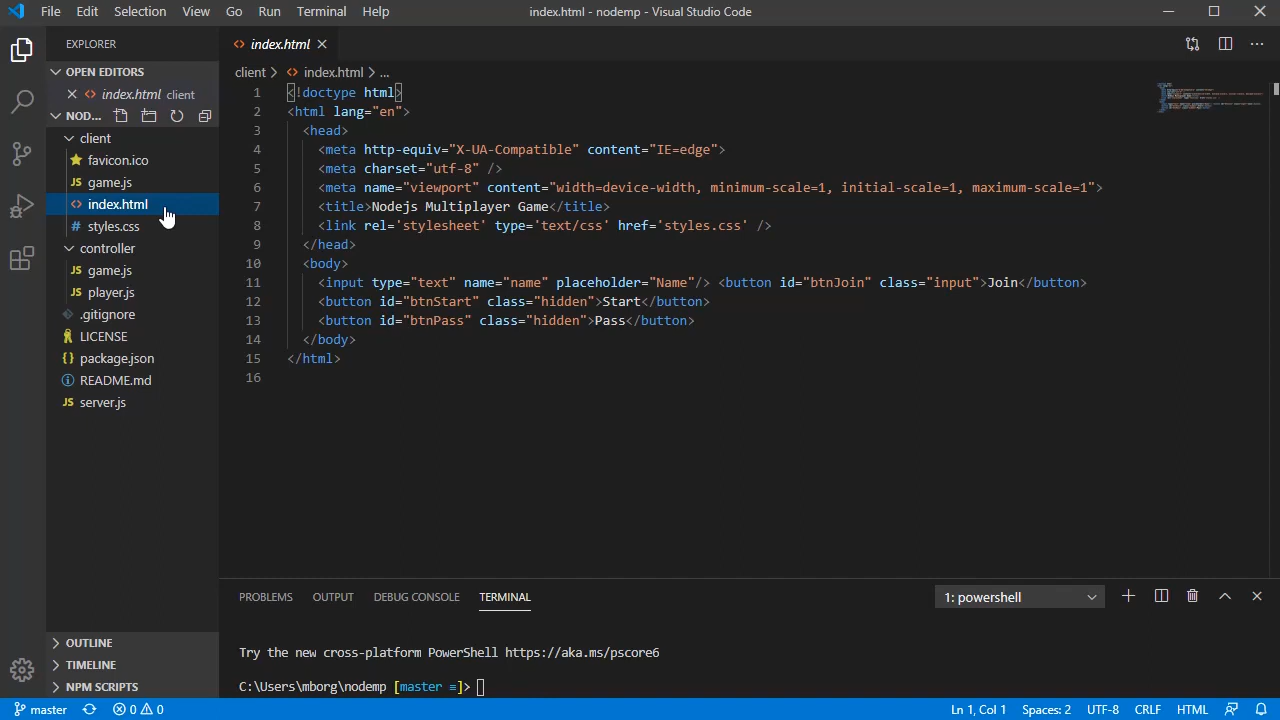 File Edit Selection View Go Run Terminal Help index.html - nodemp - Visual Studio Code
EXPLORER
OPEN EDITORS
index.html client
NOD...
client
favicon.ico
JS game.js
index.html
# styles.css
controller
JS game.js
JS player.js
.gitignore
LICENSE
{} package.json
README.md
JS server.js
OUTLINE
TIMELINE
NPM SCRIPTS
index.html
client > index.html > ...
1 <!doctype html>
2 <html lang="en">
3   <head>
4     <meta http-equiv="X-UA-Compatible" content="IE=edge">
5     <meta charset="utf-8" />
6     <meta name="viewport" content="width=device-width, minimum-scale=1, initial-scale=1, maximum-scale=1">
7     <title>Nodejs Multiplayer Game</title>
8     <link rel='stylesheet' type='text/css' href='styles.css' />
9   </head>
10   <body>
11     <input type="text" name="name" placeholder="Name"/> <button id="btnJoin" class="input">Join</button>
12     <button id="btnStart" class="hidden">Start</button>
13     <button id="btnPass" class="hidden">Pass</button>
14   </body>
15 </html>
16
PROBLEMS OUTPUT DEBUG CONSOLE TERMINAL 1: powershell
Try the new cross-platform PowerShell https://aka.ms/pscore6
C:\Users\mborg\nodemp [master ≡]>
master 0 0 Ln 1, Col 1 Spaces: 2 UTF-8 CRLF HTML